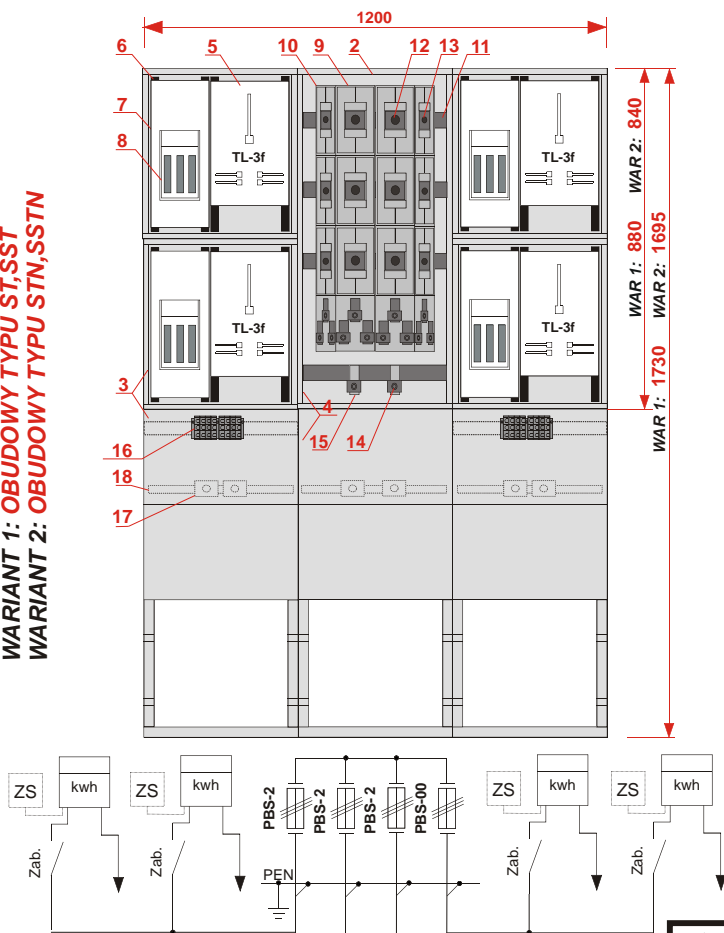 1200
6
5
10
9
2
12
13
11
7
8
TL-3f
TL-3f
WAR 1: 880
WAR 2: 840
WAR 1: 1730
WAR 2: 1695
WARIANT 1: OBUDOWY TYPU ST,SST
WARIANT 2: OBUDOWY TYPU STN,SSTN
TL-3f
TL-3f
3
4
15
14
16
18
17
ZS
kwh
ZS
kwh
PBS-2
PBS-2
PBS-2
PBS-00
ZS
kwh
ZS
kwh
Zab.
Zab.
PEN
Zab.
Zab.